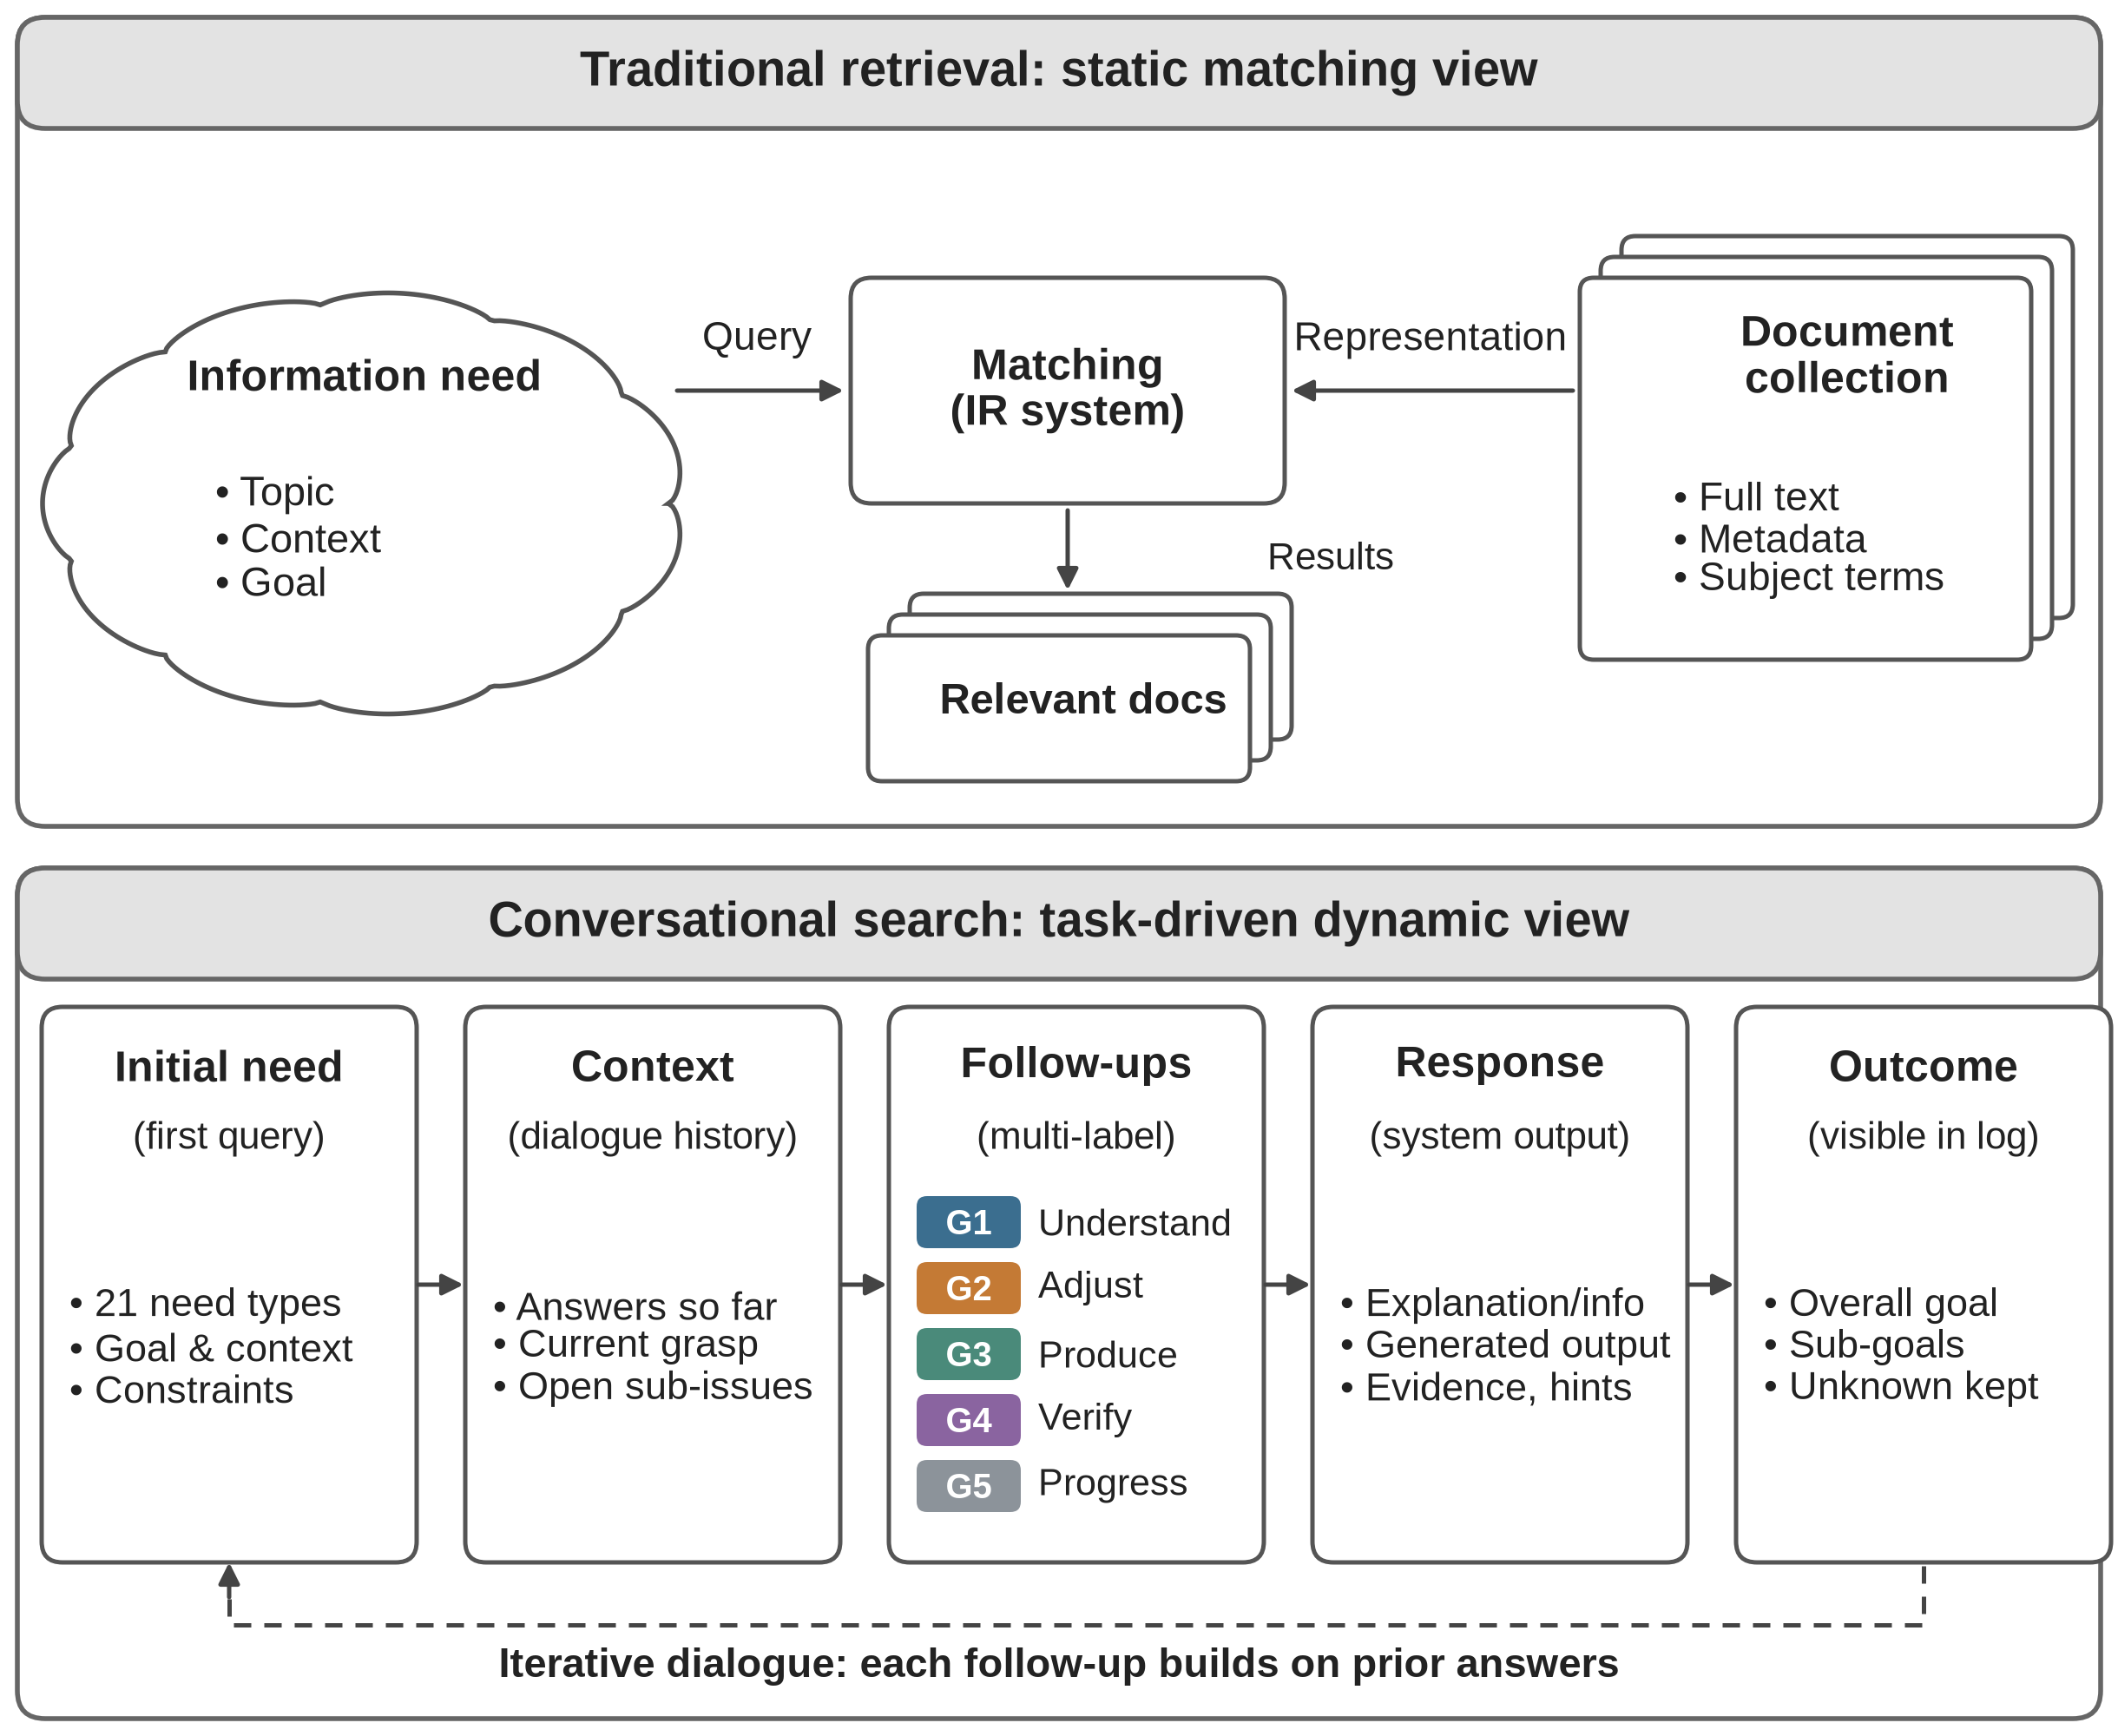 Traditional retrieval: static matching view
Information need
• Topic
• Context
• Goal
Query
Matching
(IR system)
Representation
Document
collection
• Full text
• Metadata
• Subject terms
Results
Relevant docs
Conversational search: task-driven dynamic view
Initial need
(first query)
• 21 need types
• Goal & context
• Constraints
Context
(dialogue history)
• Answers so far
• Current grasp
• Open sub-issues
Follow-ups
(multi-label)
G1 Understand
G2 Adjust
G3 Produce
G4 Verify
G5 Progress
Response
(system output)
• Explanation/info
• Generated output
• Evidence, hints
Outcome
(visible in log)
• Overall goal
• Sub-goals
• Unknown kept
Iterative dialogue: each follow-up builds on prior answers